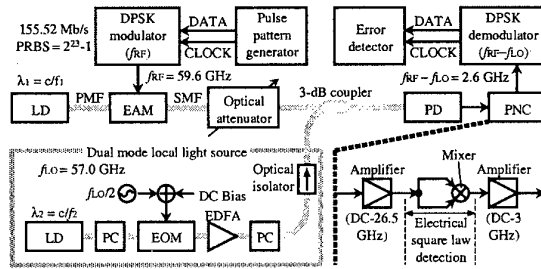 155.52 Mb/s
PRBS = 2^23-1
DPSK modulator (fRF)
DATA
CLOCK
Pulse pattern generator
Error detector
DATA
CLOCK
DPSK demodulator (fRF–fLO)
λ1 = c/f1
fRF = 59.6 GHz
3-dB coupler
fRF – fLO = 2.6 GHz
LD
PMF
EAM
SMF
Optical attenuator
PD
PNC
Dual mode local light source
fLO = 57.0 GHz
fLO/2
DC Bias
Optical isolator
λ2 = c/f2
LD
PC
EOM
EDFA
PC
Amplifier
(DC-26.5 GHz)
Mixer
Electrical square law detection
Amplifier
(DC-3 GHz)